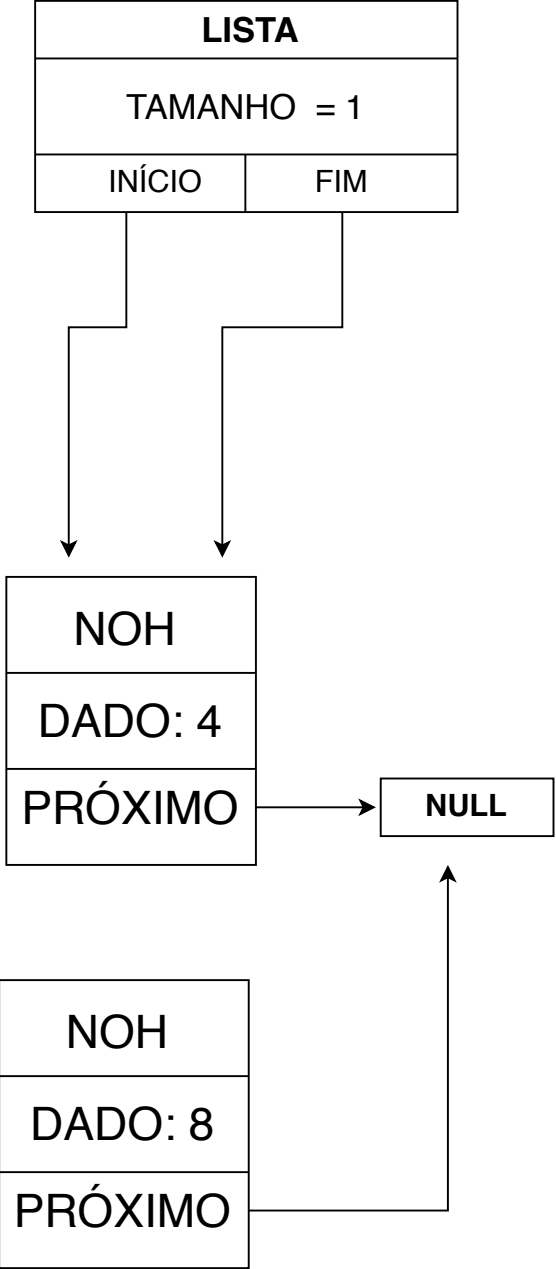 LISTA
TAMANHO = 1
INÍCIO FIM
NOH
DADO: 4
PRÓXIMO
NULL
NOH
DADO: 8
PRÓXIMO